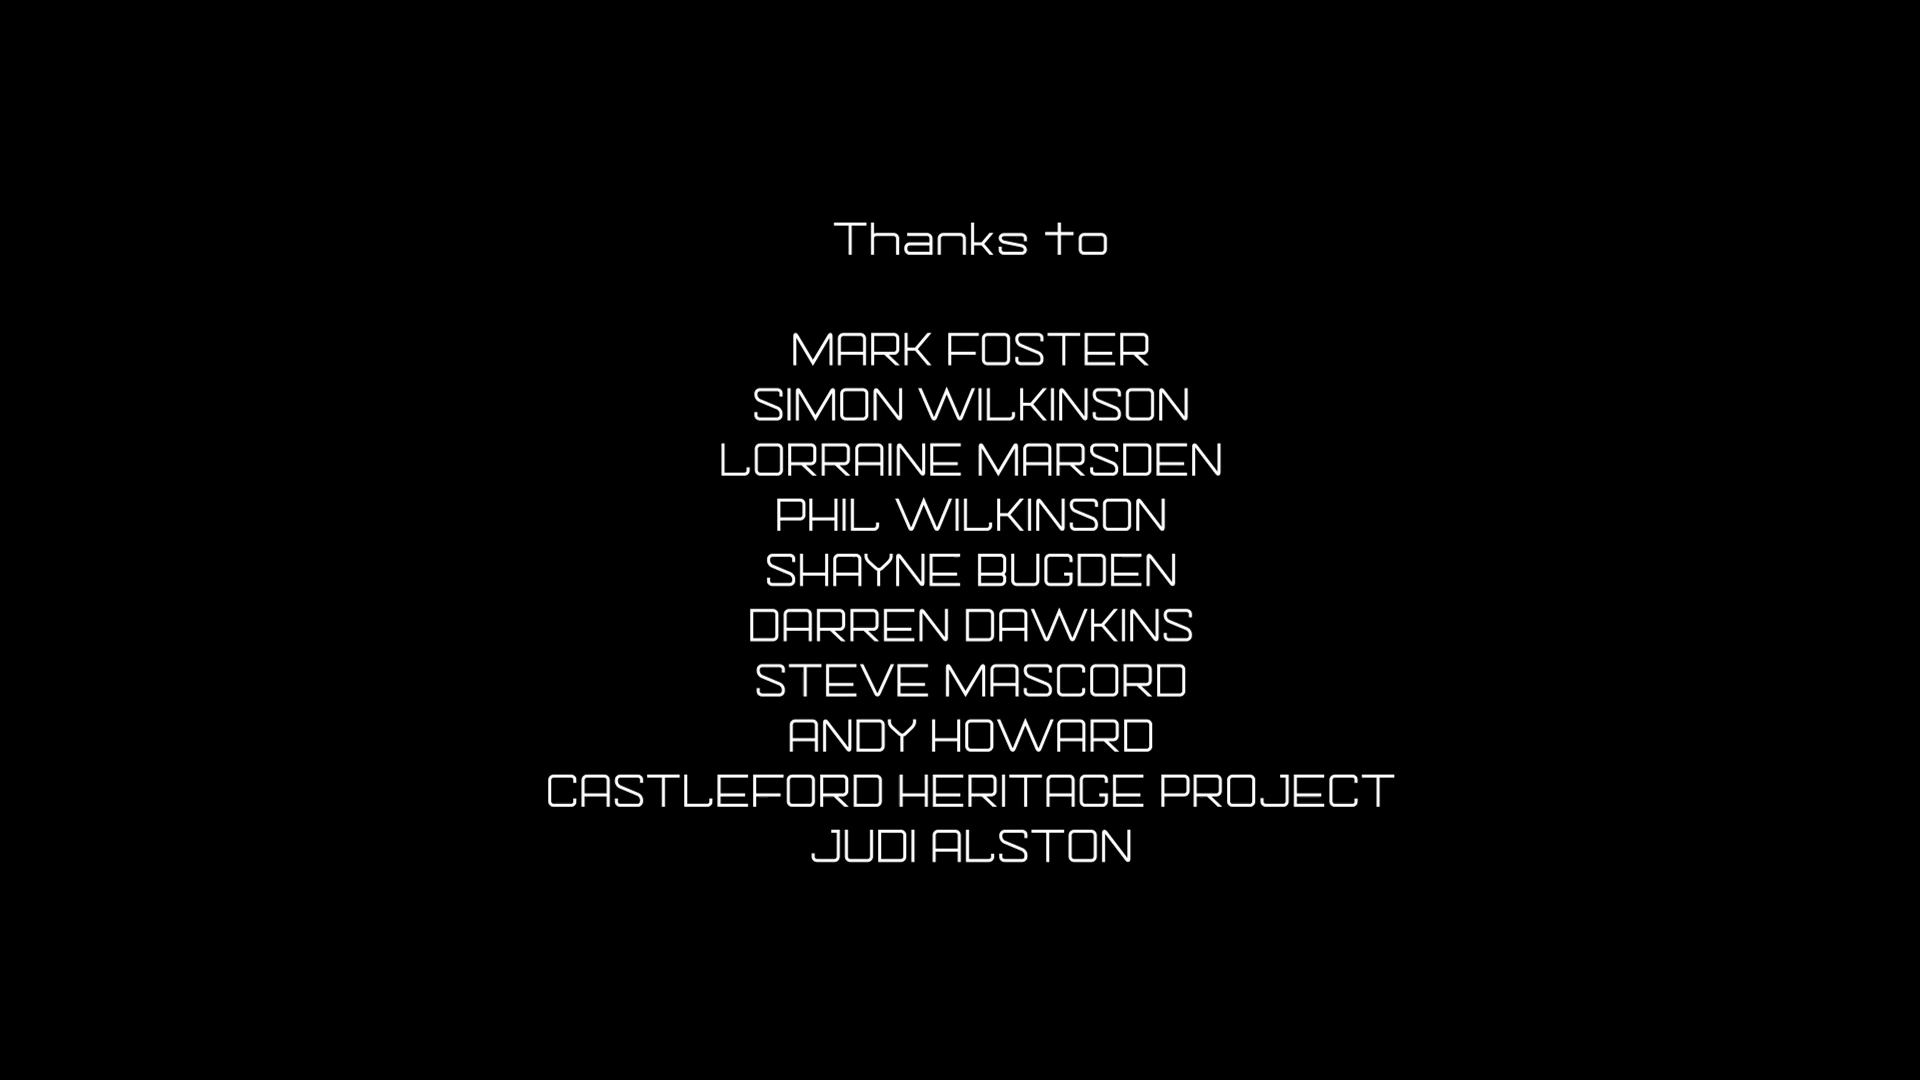 Thanks to
MARK FOSTER
SIMON WILKINSON
LORRAINE MARSDEN
PHIL WILKINSON
SHAYNE BUGDEN
DARREN DAWKINS
STEVE MASCORD
ANDY HOWARD
CASTLEFORD HERITAGE PROJECT
JUDI ALSTON